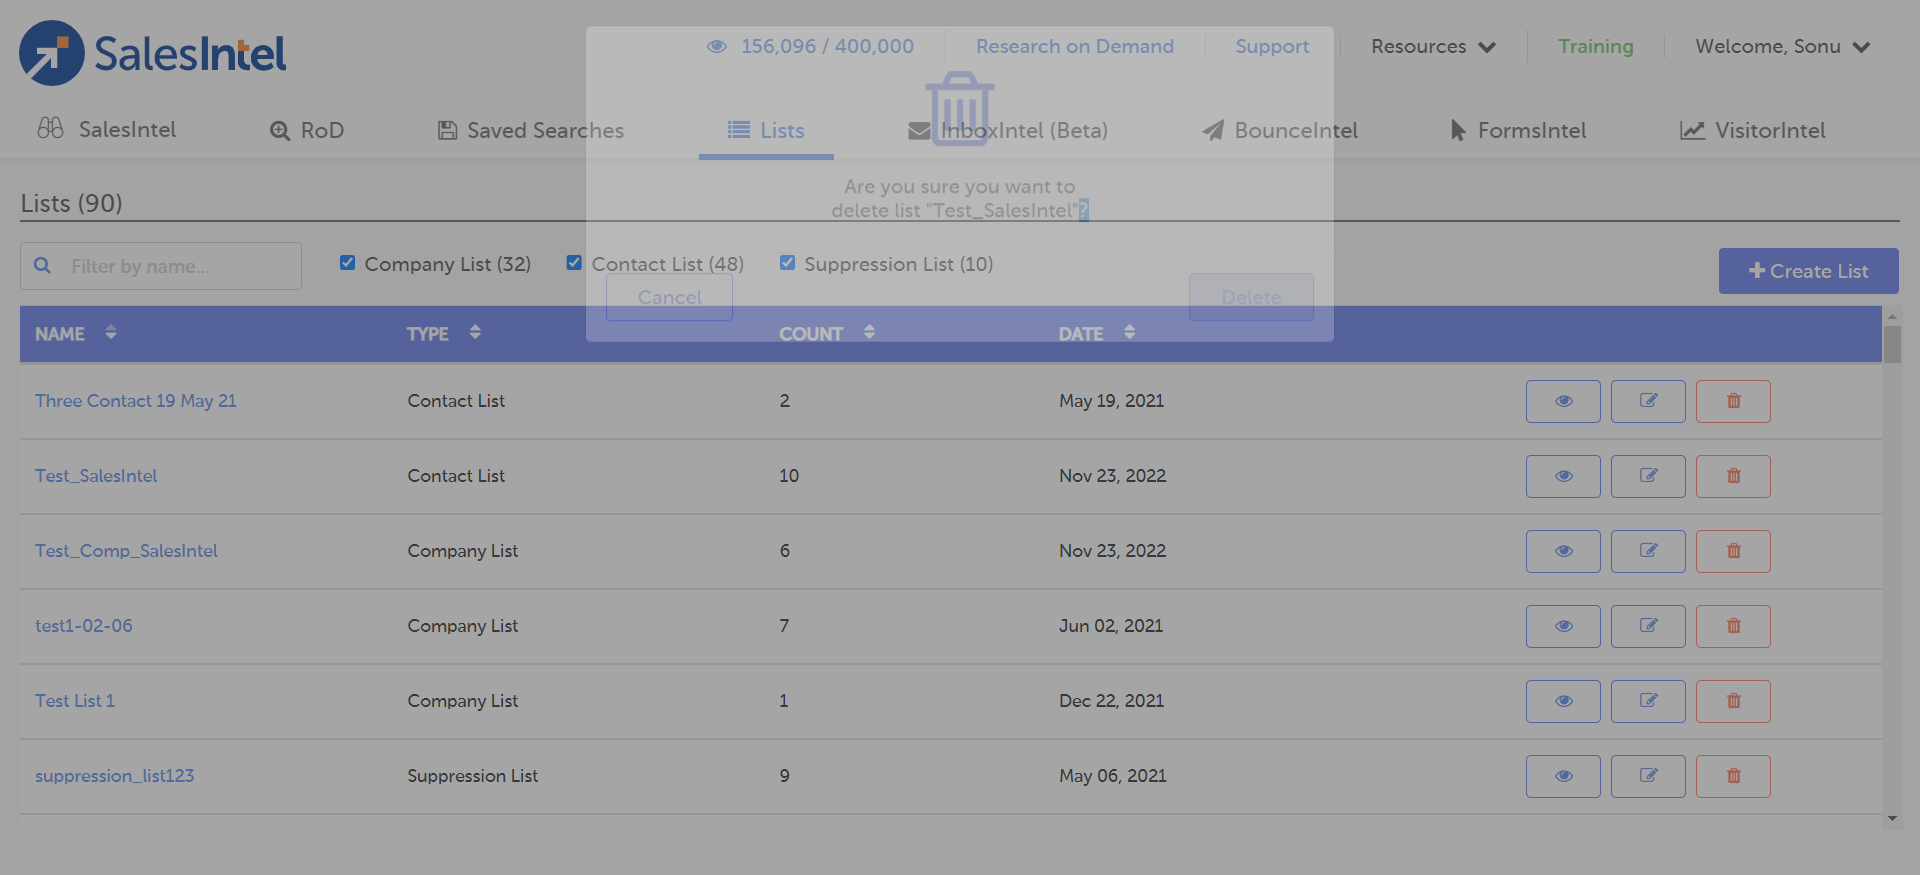 SalesIntel
156,096 / 400,000 Research on Demand Support Resources Training Welcome, Sonu
SalesIntel RoD Saved Searches Lists InboxIntel (Beta) BounceIntel FormsIntel VisitorIntel
Are you sure you want to
delete list "Test_SalesIntel"?
Cancel Delete
Lists (90)
Filter by name... Company List (32) Contact List (48) Suppression List (10) Create List
NAME TYPE COUNT DATE
Three Contact 19 May 21 Contact List 2 May 19, 2021
Test_SalesIntel Contact List 10 Nov 23, 2022
Test_Comp_SalesIntel Company List 6 Nov 23, 2022
test1-02-06 Company List 7 Jun 02, 2021
Test List 1 Company List 1 Dec 22, 2021
suppression_list123 Suppression List 9 May 06, 2021